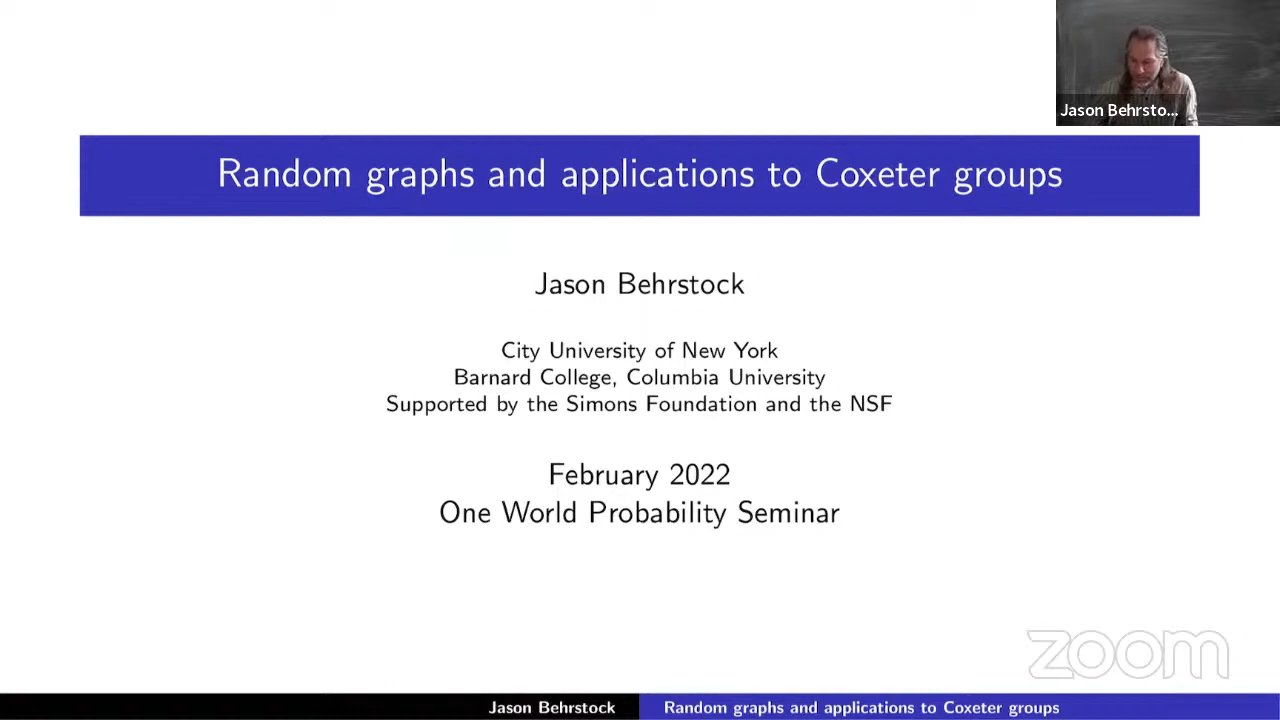 Jason Behrsto...
Random graphs and applications to Coxeter groups
Jason Behrstock
City University of New York
Barnard College, Columbia University
Supported by the Simons Foundation and the NSF
February 2022
One World Probability Seminar
zoom
Jason Behrstock Random graphs and applications to Coxeter groups